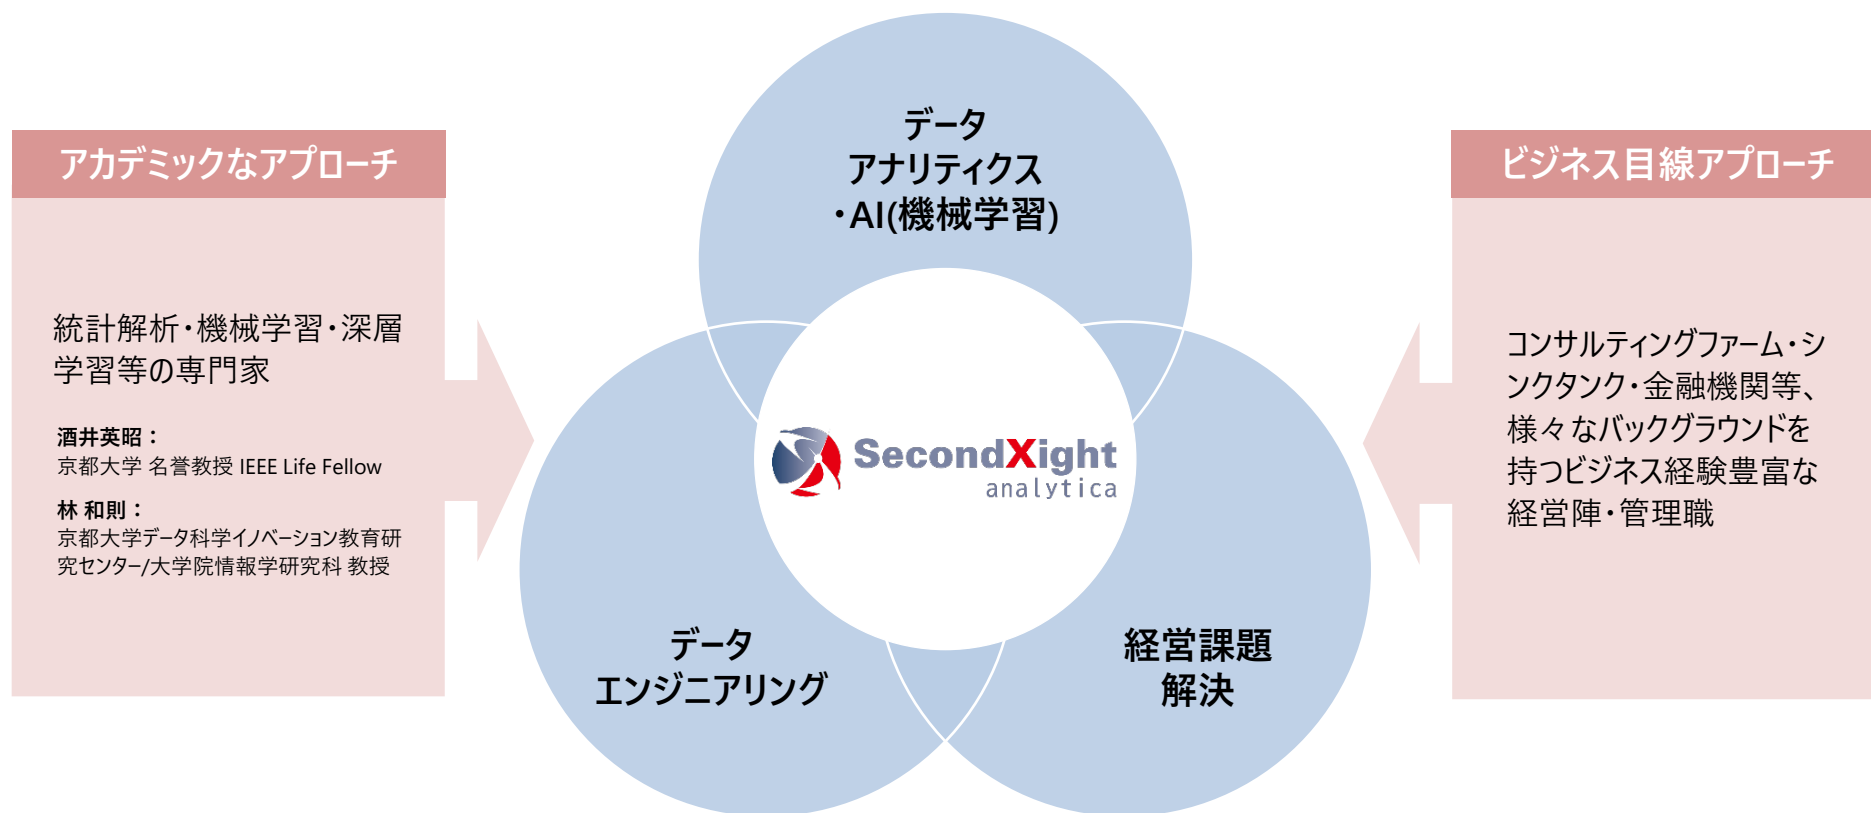 アカデミックなアプローチ
統計解析・機械学習・深層
学習等の専門家
酒井英昭：
京都大学 名誉教授 IEEE Life Fellow
林 和則：
京都大学データ科学イノベーション教育研
究センター/大学院情報学研究科 教授
データ
アナリティクス
・AI(機械学習)
SecondXight
analytica
データ
エンジニアリング
経営課題
解決
ビジネス目線アプローチ
コンサルティングファーム・シ
ンクタンク・金融機関等、
様々なバックグラウンドを
持つビジネス経験豊富な
経営陣・管理職